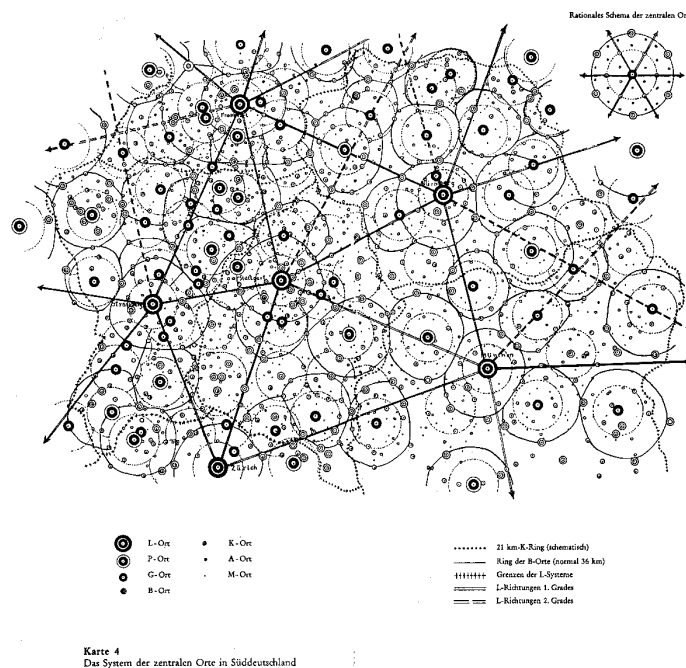 Rationales Schema der zentralen Or
Zürich
L-Ort
P-Ort
G-Ort
B-Ort
K-Ort
A-Ort
M-Ort
21 km-K-Ring (schematisch)
Ring der B-Orte (normal 36 km)
Grenzen der L-Systeme
L-Richtungen 1. Grades
L-Richtungen 2. Grades
Karte 4
Das System der zentralen Orte in Süddeutschland